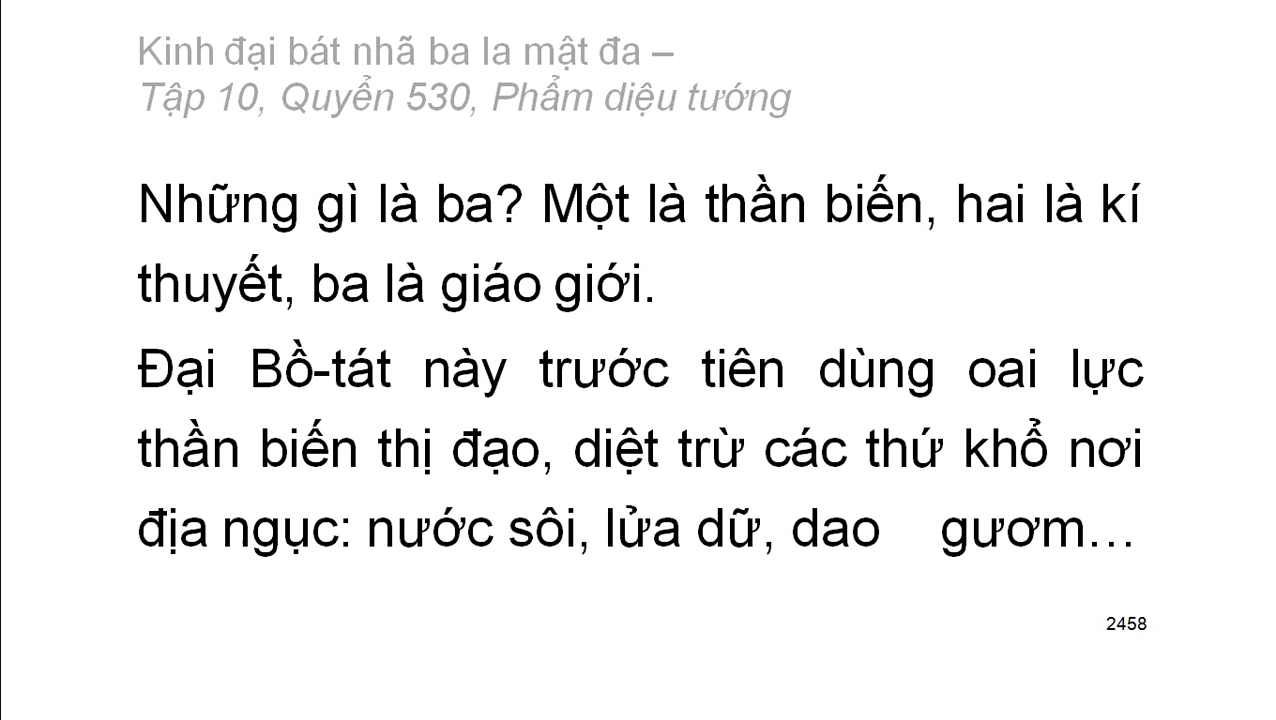 Kinh đại bát nhã ba la mật đa –
Tập 10, Quyển 530, Phẩm diệu tướng
Những gì là ba? Một là thần biến, hai là kí
thuyết, ba là giáo giới.
Đại Bồ-tát này trước tiên dùng oai lực
thần biến thị đạo, diệt trừ các thứ khổ nơi
địa ngục: nước sôi, lửa dữ, dao gươm…
2458